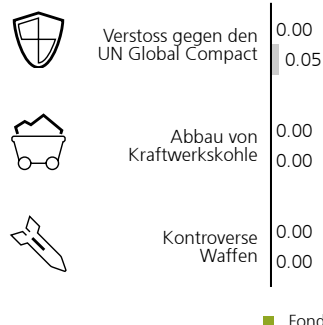 Verstoss gegen den
UN Global Compact
0.00
0.05
Abbau von
Kraftwerkskohle
0.00
0.00
Kontroverse
Waffen
0.00
0.00
Fond